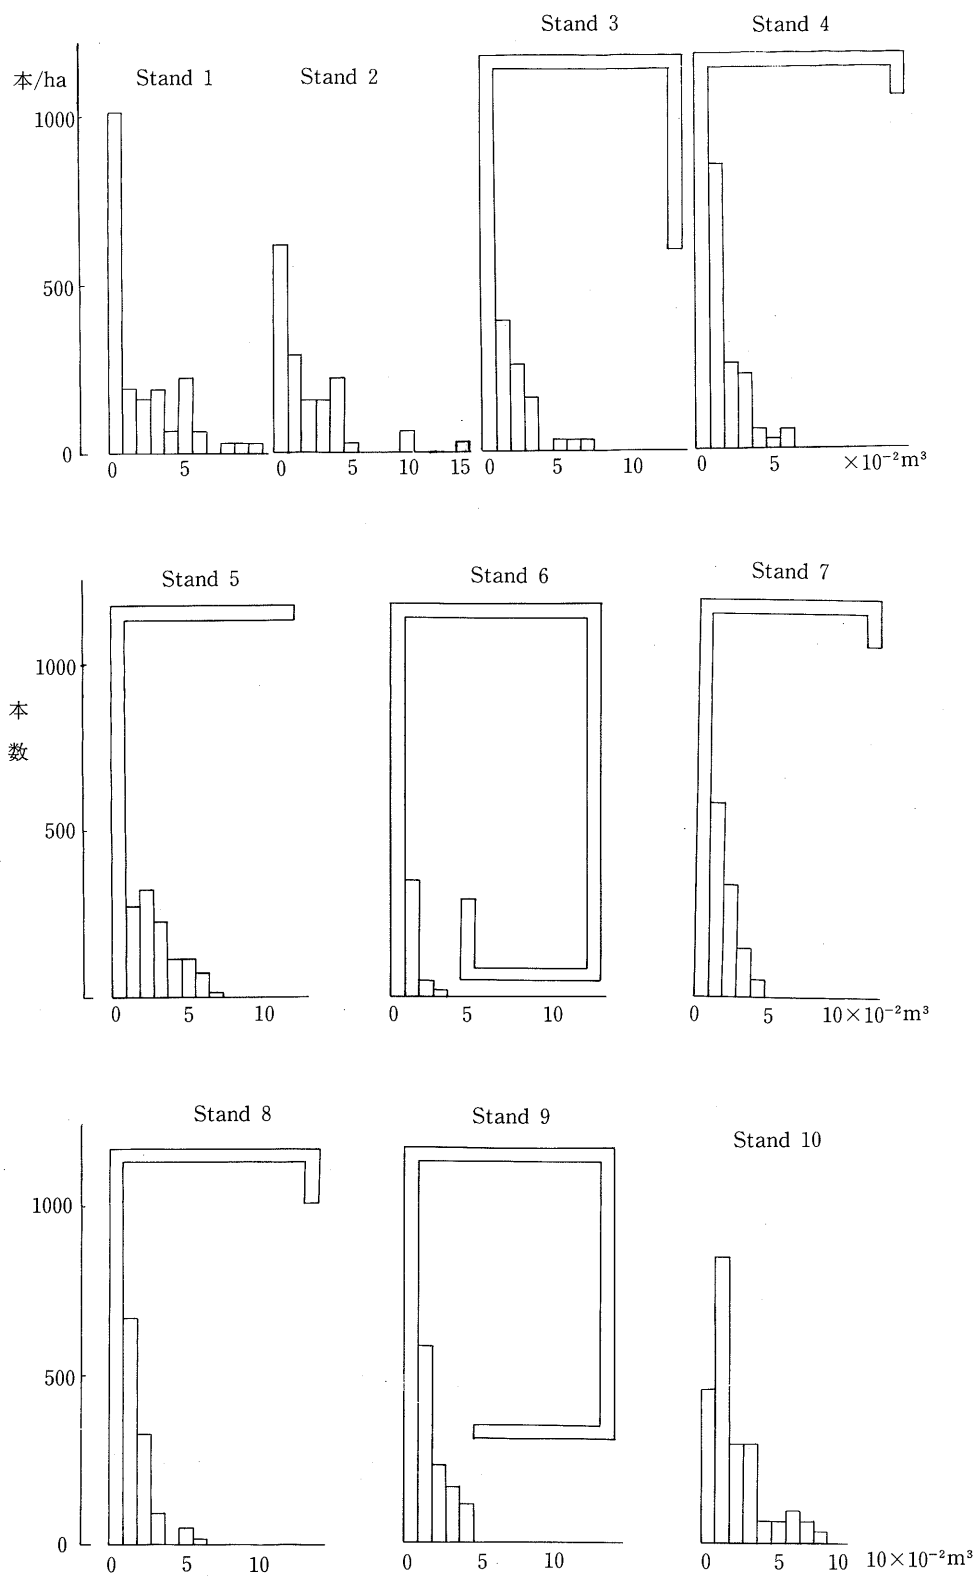 Stand 3
Stand 4
本/ha
Stand 1
Stand 2
1000
500
0
0 5
0 5 10 15
0 5 10
0 5 ×10⁻²m³
Stand 5
Stand 6
Stand 7
1000
本
数
500
0 5 10
0 5 10
0 5 10×10⁻²m³
Stand 8
Stand 9
Stand 10
1000
500
0
0 5 10
0 5 10
0 5 10 10×10⁻²m³